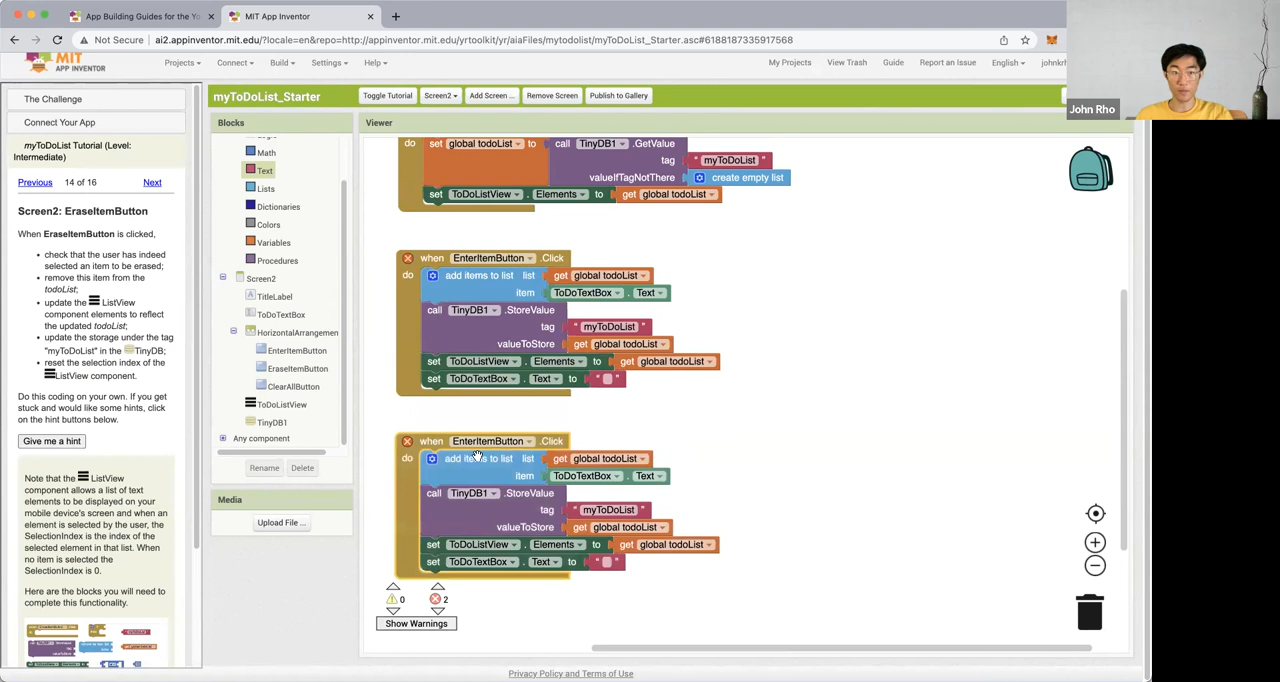 App Building Guides for the Yo
MIT App Inventor
Not Secure
ai2.appinventor.mit.edu/?locale=en&repo=http://appinventor.mit.edu/yrtoolkit/yr/aiaFiles/mytodolist/myToDoList_Starter.asc#6188187335917568
MIT
APP INVENTOR
Projects
Connect
Build
Settings
Help
My Projects
View Trash
Guide
Report an Issue
English
John Rho
The Challenge
Connect Your App
myToDoList Tutorial (Level:
Intermediate)
Previous
14 of 16
Next
Screen2: EraseItemButton
When EraseItemButton is clicked,
check that the user has indeed
selected an item to be erased;
remove this item from the
todoList;
update the ListView
component elements to reflect
the updated todoList;
update the storage under the tag
"myToDoList" in the TinyDB;
reset the selection index of the
ListView component.
Do this coding on your own. If you get
stuck and would like some hints, click
on the hint buttons below.
Give me a hint
Note that the ListView
component allows a list of text
elements to be displayed on your
mobile device's screen and when an
element is selected by the user, the
SelectionIndex is the index of the
selected element in that list. When
no item is selected the
SelectionIndex is 0.
Here are the blocks you will need to
complete this functionality.
myToDoList_Starter
Toggle Tutorial
Screen2
Add Screen ...
Remove Screen
Publish to Gallery
Blocks
Math
Text
Lists
Dictionaries
Colors
Variables
Procedures
Screen2
TitleLabel
ToDoTextBox
HorizontalArrangemen
EnterItemButton
EraseItemButton
ClearAllButton
ToDoListView
TinyDB1
Any component
Rename
Delete
Media
Upload File ...
Viewer
do set global todoList to call TinyDB1 .GetValue
tag " myToDoList "
valueIfTagNotThere create empty list
set ToDoListView . Elements to get global todoList
when EnterItemButton .Click
do add items to list list get global todoList
item ToDoTextBox . Text
call TinyDB1 .StoreValue
tag " myToDoList "
valueToStore get global todoList
set ToDoListView . Elements to get global todoList
set ToDoTextBox . Text to " "
when EnterItemButton .Click
do add items to list list get global todoList
item ToDoTextBox . Text
call TinyDB1 .StoreValue
tag " myToDoList "
valueToStore get global todoList
set ToDoListView . Elements to get global todoList
set ToDoTextBox . Text to " "
0
2
Show Warnings
Privacy Policy and Terms of Use